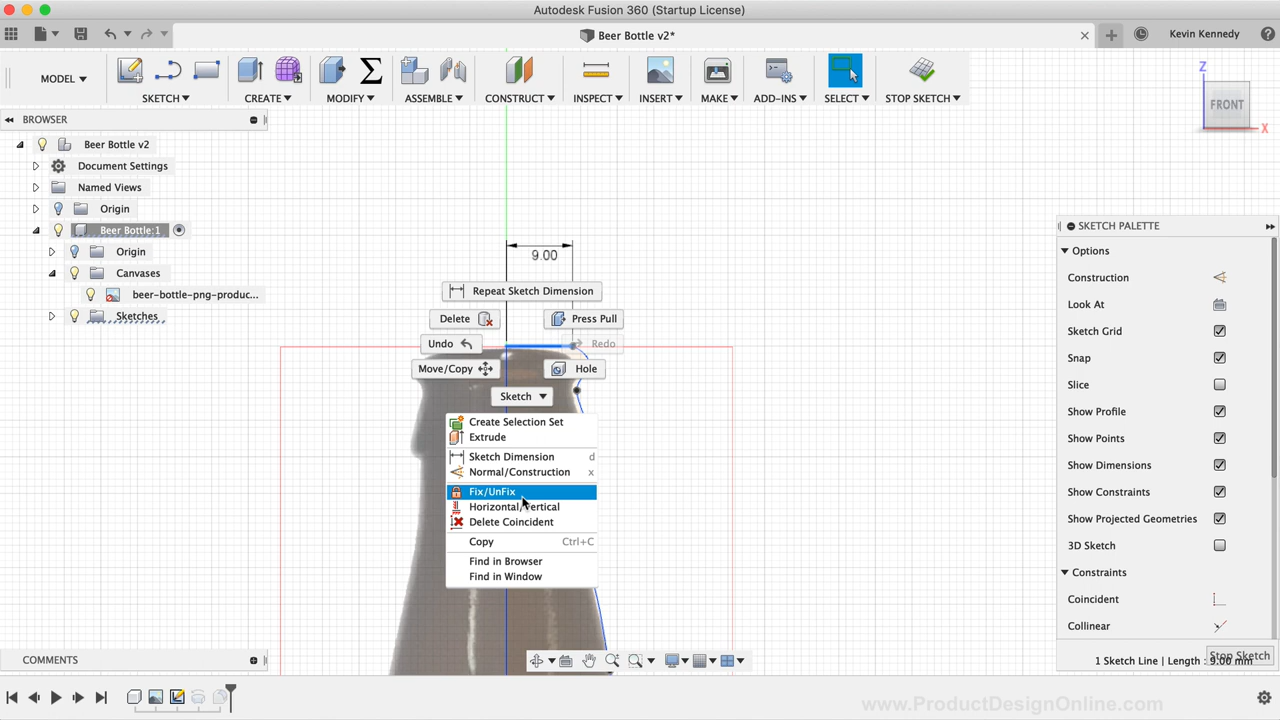 Autodesk Fusion 360 (Startup License)
Beer Bottle v2*
Kevin Kennedy
MODEL
SKETCH
CREATE
MODIFY
ASSEMBLE
CONSTRUCT
INSPECT
INSERT
MAKE
ADD-INS
SELECT
STOP SKETCH
BROWSER
Beer Bottle v2
Document Settings
Named Views
Origin
Beer Bottle:1
Origin
Canvases
beer-bottle-png-produc...
Sketches
Z
FRONT
X
9.00
Repeat Sketch Dimension
Delete
Press Pull
Undo
Redo
Move/Copy
Hole
Sketch
Create Selection Set
Extrude
Sketch Dimension d
Normal/Construction x
Fix/UnFix
Horizontal/Vertical
Delete Coincident
Copy Ctrl+C
Find in Browser
Find in Window
SKETCH PALETTE
Options
Construction
Look At
Sketch Grid
Snap
Slice
Show Profile
Show Points
Show Dimensions
Show Constraints
Show Projected Geometries
3D Sketch
Constraints
Coincident
Collinear
Stop Sketch
1 Sketch Line | Length : 9.00 mm
COMMENTS
www.ProductDesignOnline.com